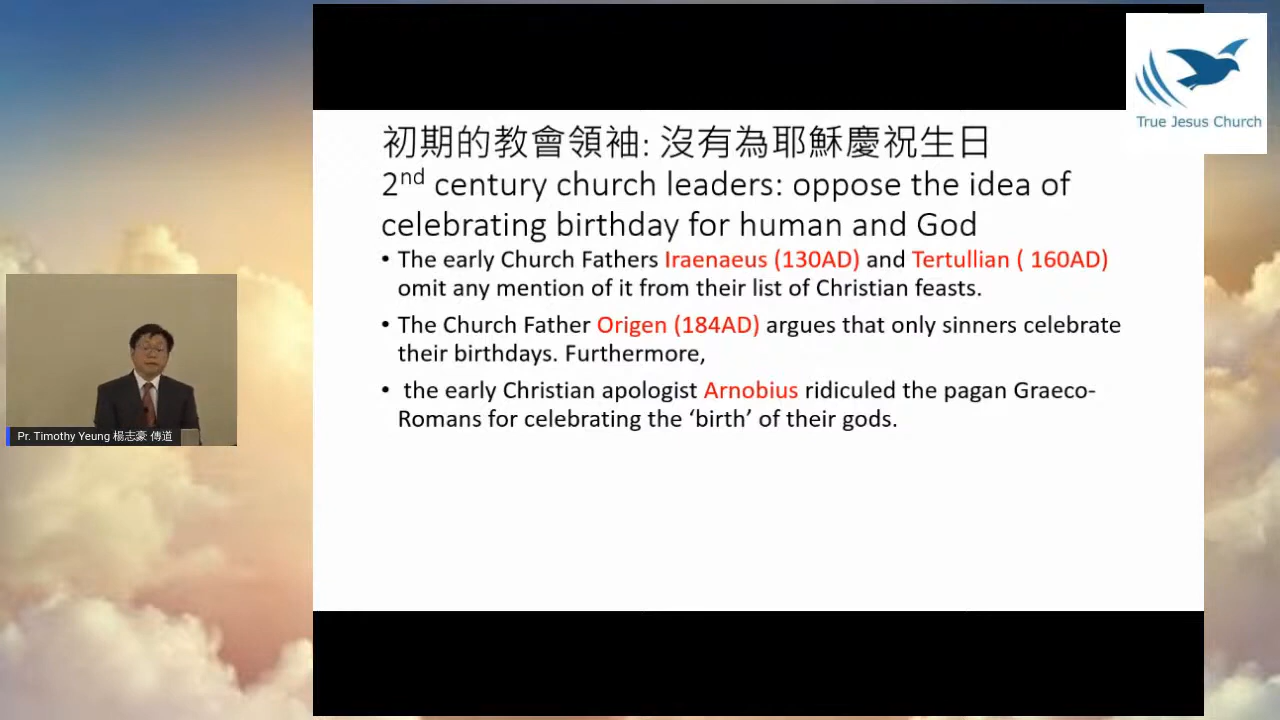 True Jesus Church
初期的教會領袖: 沒有為耶穌慶祝生日
2nd century church leaders: oppose the idea of
celebrating birthday for human and God
• The early Church Fathers Iraenaeus (130AD) and Tertullian ( 160AD)
omit any mention of it from their list of Christian feasts.
• The Church Father Origen (184AD) argues that only sinners celebrate
their birthdays. Furthermore,
• the early Christian apologist Arnobius ridiculed the pagan Graeco-
Romans for celebrating the ‘birth’ of their gods.
Pr. Timothy Yeung 楊志豪 傳道